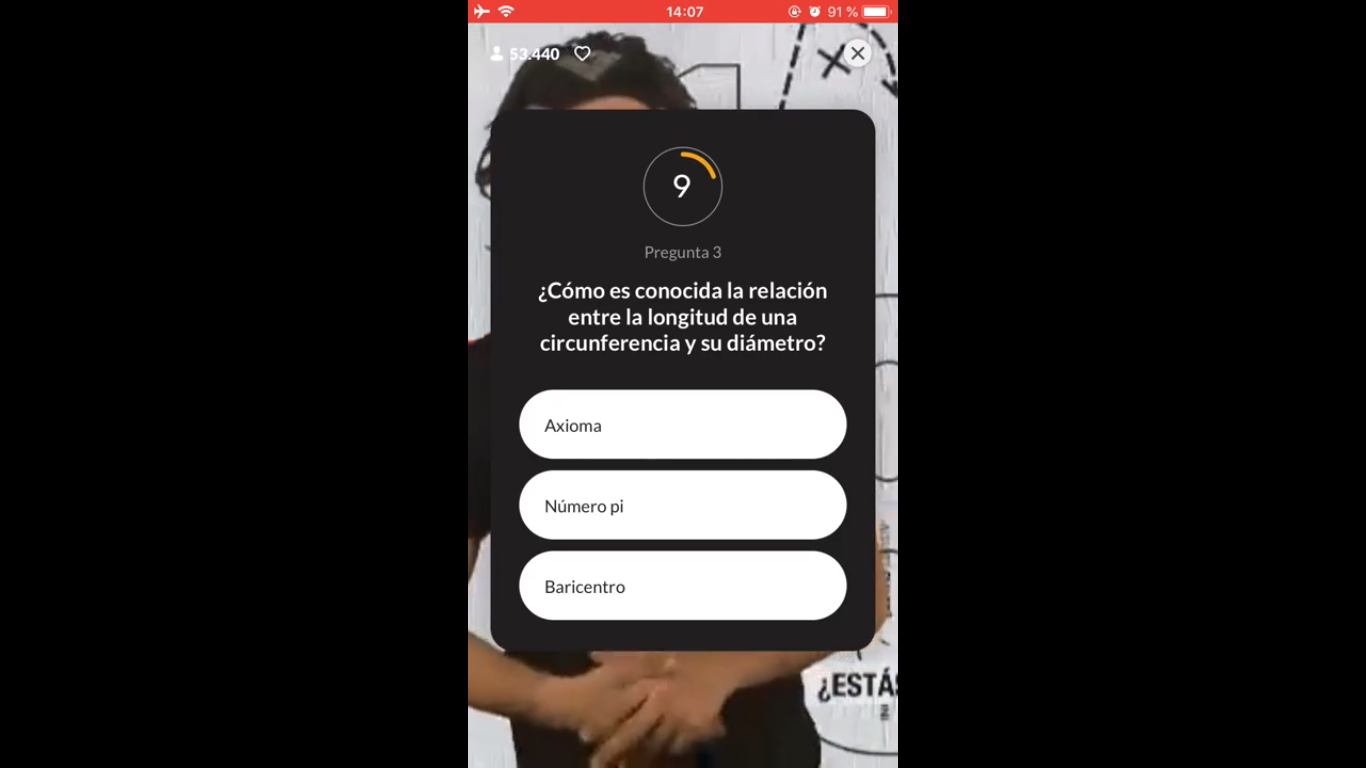 14:07
91 %
53.440
9
Pregunta 3
¿Cómo es conocida la relación
entre la longitud de una
circunferencia y su diámetro?
Axioma
Número pi
Baricentro
¿ESTÁS